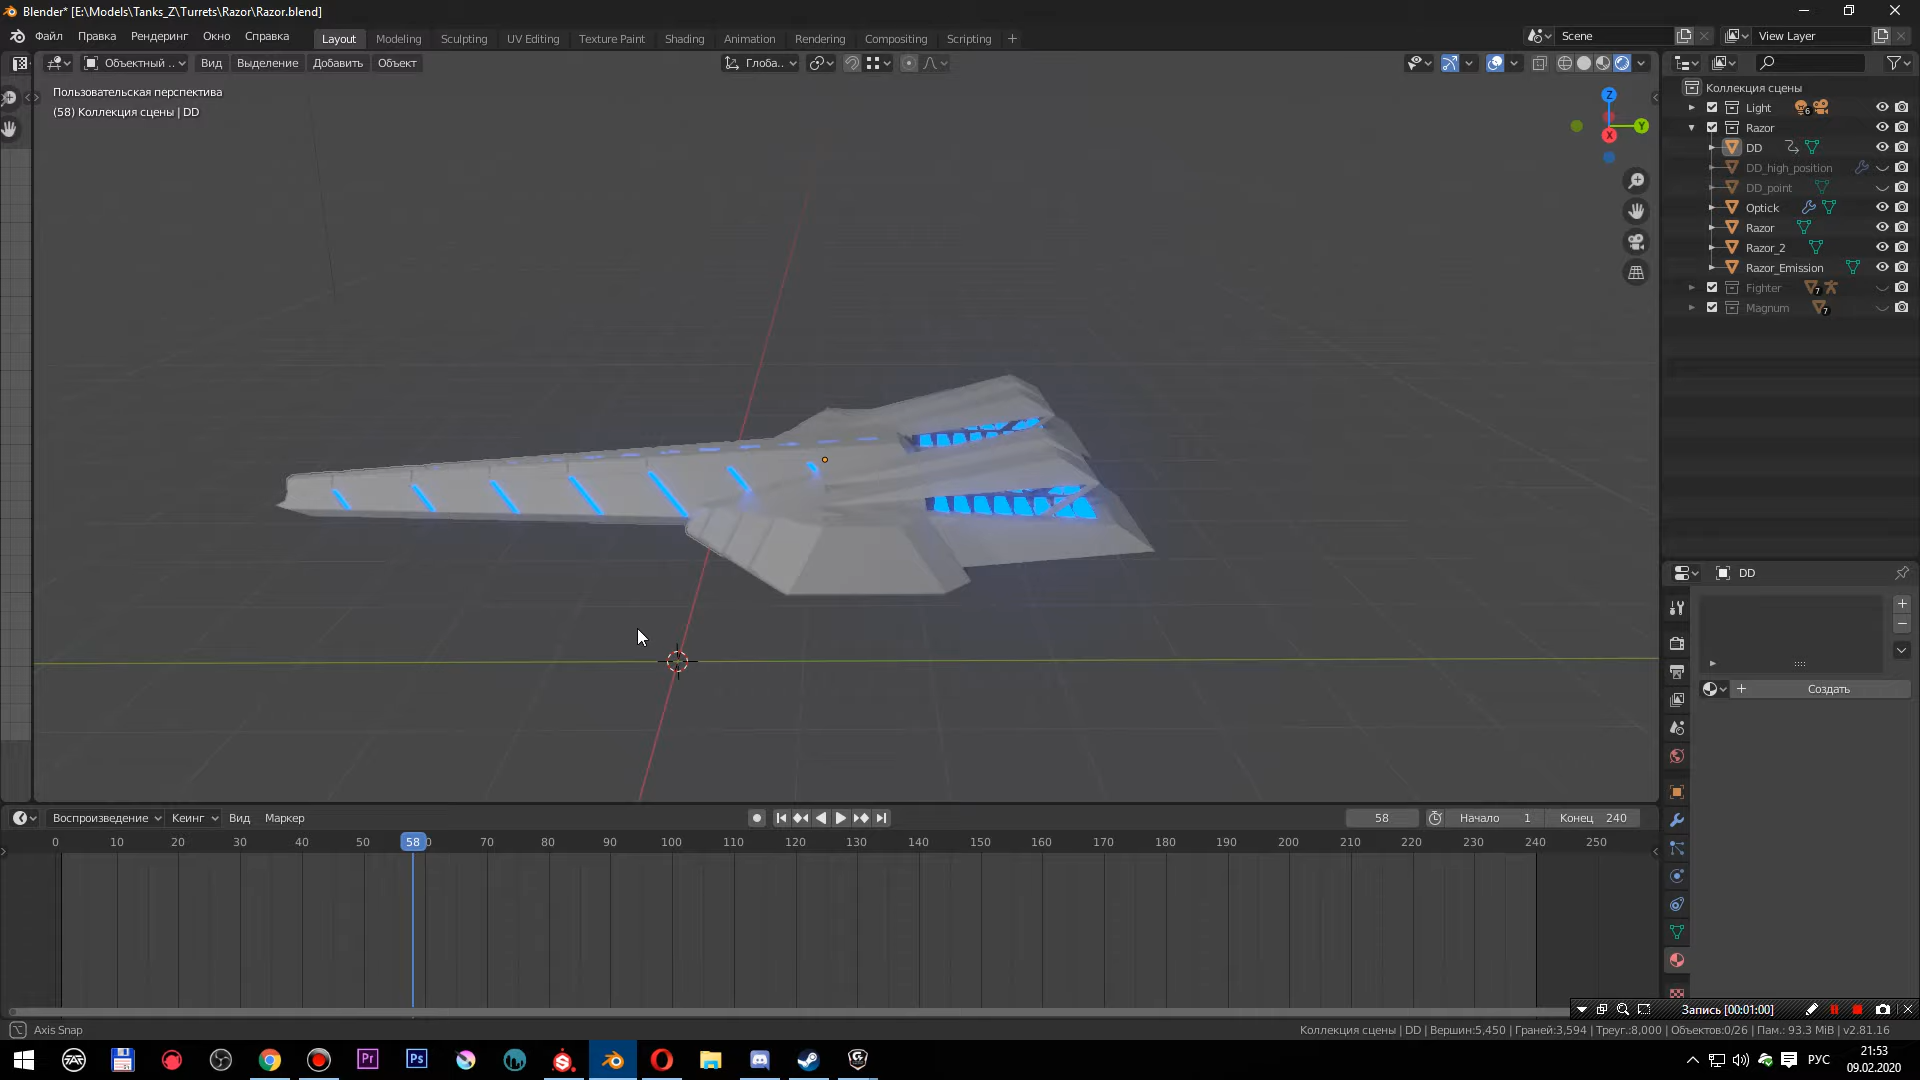 Blender* [E:\Models\Tanks_Z\Turrets\Razor\Razor.blend]
Файл Правка Рендеринг Окно Справка Layout Modeling Sculpting UV Editing Texture Paint Shading Animation Rendering Compositing Scripting + Scene View Layer
Объектный .. Вид Выделение Добавить Объект Глоба..
Пользовательская перспектива
(58) Коллекция сцены | DD
Z
Y
X
Коллекция сцены
Light 6
Razor
DD
DD_high_position
DD_point
Optick
Razor
Razor_2
Razor_Emission
Fighter 7
Magnum 7
DD
Создать
Воспроизведение Кеинг Вид Маркер 58 Начало 1 Конец 240
0 10 20 30 40 50 58 70 80 90 100 110 120 130 140 150 160 170 180 190 200 210 220 230 240 250
Запись [00:01:00]
Axis Snap
Коллекция сцены | DD | Вершин:5,450 | Граней:3,594 | Треуг.:8,000 | Объектов:0/26 | Пам.: 93.3 MiB | v2.81.16
Pr Ps РУС 21:53
09.02.2020